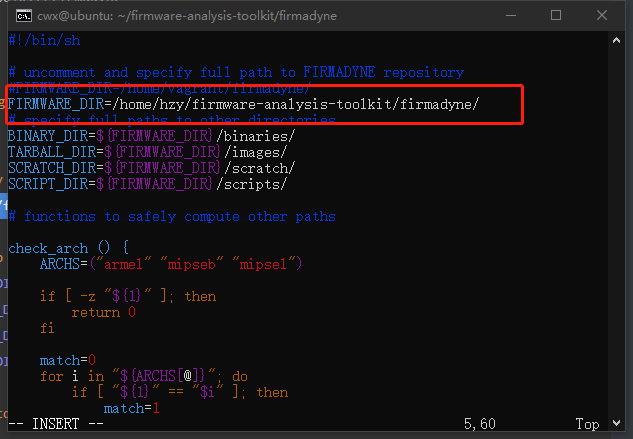 cwx@ubuntu: ~/firmware-analysis-toolkit/firmadyne
#!/bin/sh
# uncomment and specify full path to FIRMADYNE repository
#FIRMWARE_DIR=/home/vagrant/firmadyne/
FIRMWARE_DIR=/home/hzy/firmware-analysis-toolkit/firmadyne/
# specify full paths to other directories
BINARY_DIR=${FIRMWARE_DIR}/binaries/
TARBALL_DIR=${FIRMWARE_DIR}/images/
SCRATCH_DIR=${FIRMWARE_DIR}/scratch/
SCRIPT_DIR=${FIRMWARE_DIR}/scripts/
# functions to safely compute other paths
check_arch () {
ARCHS=("armel" "mipseb" "mipsel")
if [ -z "${1}" ]; then
return 0
fi
match=0
for i in "${ARCHS[@]}"; do
if [ "${1}" == "$i" ]; then
match=1
-- INSERT -- 5,60 Top